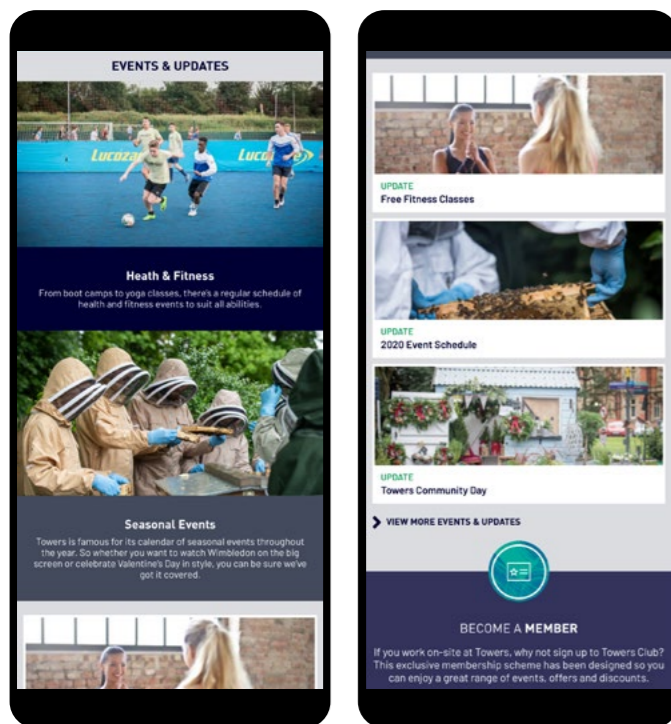 EVENTS & UPDATES
Lucozade
Heath & Fitness
From boot camps to yoga classes, there's a regular schedule of
health and fitness events to suit all abilities.
Seasonal Events
Towers is famous for its calendar of seasonal events throughout
the year. So whether you want to watch Wimbledon on the big
screen or celebrate Valentine's Day in style, you can be sure we've
got it covered.
UPDATE
Free Fitness Classes
UPDATE
2020 Event Schedule
UPDATE
Towers Community Day
VIEW MORE EVENTS & UPDATES
BECOME A MEMBER
If you work on-site at Towers, why not sign up to Towers Club?
This exclusive membership scheme has been designed so you
can enjoy a great range of events, offers and discounts.